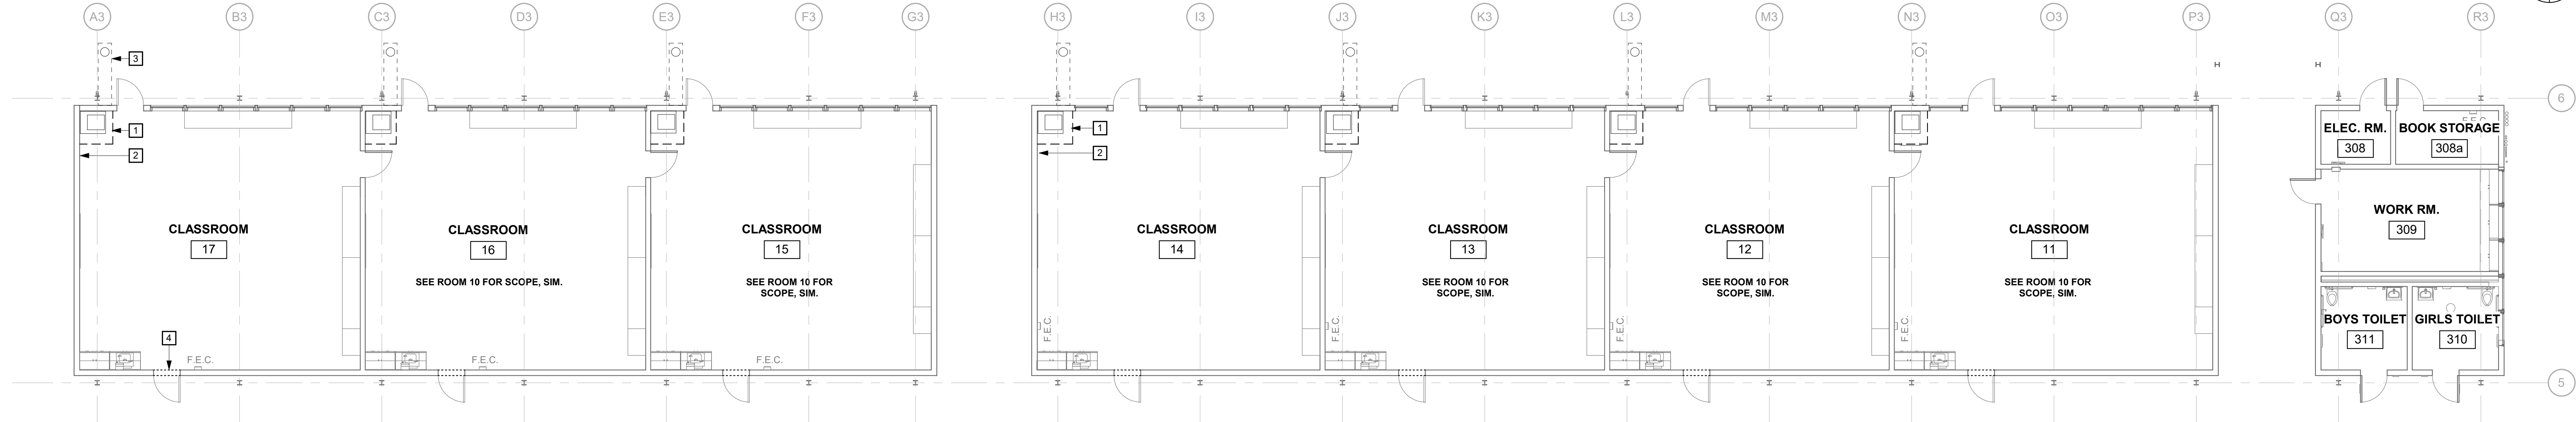 A3 B3 C3 D3 E3 F3 G3 H3 I3 J3 K3 L3 M3 N3 O3 P3 Q3 R3
3
6
1
1
2
2
ELEC. RM.
308
BOOK STORAGE
308a
F.E.C.
WORK RM.
309
CLASSROOM
17
CLASSROOM
16
SEE ROOM 10 FOR SCOPE, SIM.
CLASSROOM
15
SEE ROOM 10 FOR
SCOPE, SIM.
CLASSROOM
14
CLASSROOM
13
SEE ROOM 10 FOR
SCOPE, SIM.
CLASSROOM
12
SEE ROOM 10 FOR
SCOPE, SIM.
CLASSROOM
11
SEE ROOM 10 FOR
SCOPE, SIM.
BOYS TOILET
311
GIRLS TOILET
310
4
F.E.C.
F.E.C.
F.E.C.
F.E.C.
F.E.C.
F.E.C.
F.E.C.
5